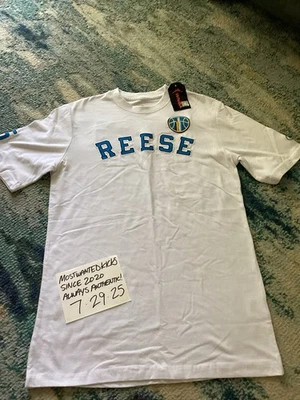 REESE
MOSTWANTEDKICKS
SINCE 2020
ALWAYS AUTHENTIC!
7.29.25